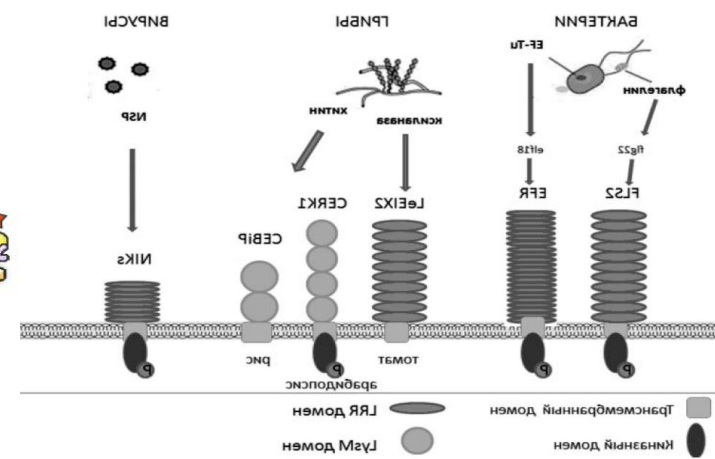 БАКТЕРИИ ГРИБЫ ВИРУСЫ
EF-Tu
флагелин
хитин
ксиланаза
NSP
flg22 elf18
FLS2 EFR LeEIX2 CERK1 CEBiP NIKs
P P P P
томат рис
арабидопсис
Трансмембранный домен LRR домен
Киназный домен LysM домен